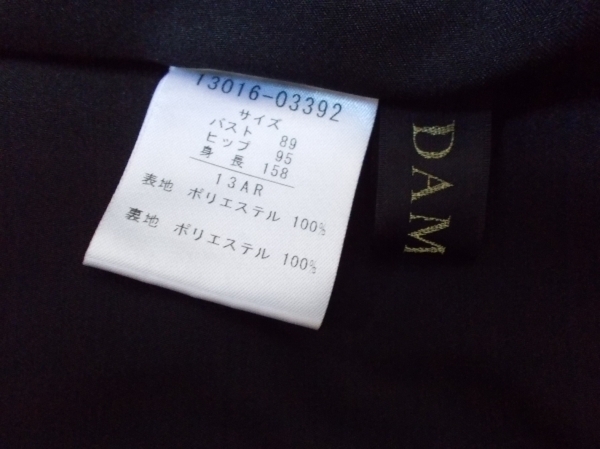 13016-03392
サイズ
バスト 89
ヒップ 95
身長 158
13AR
表地 ポリエステル 100%
裏地 ポリエステル 100%
DAM